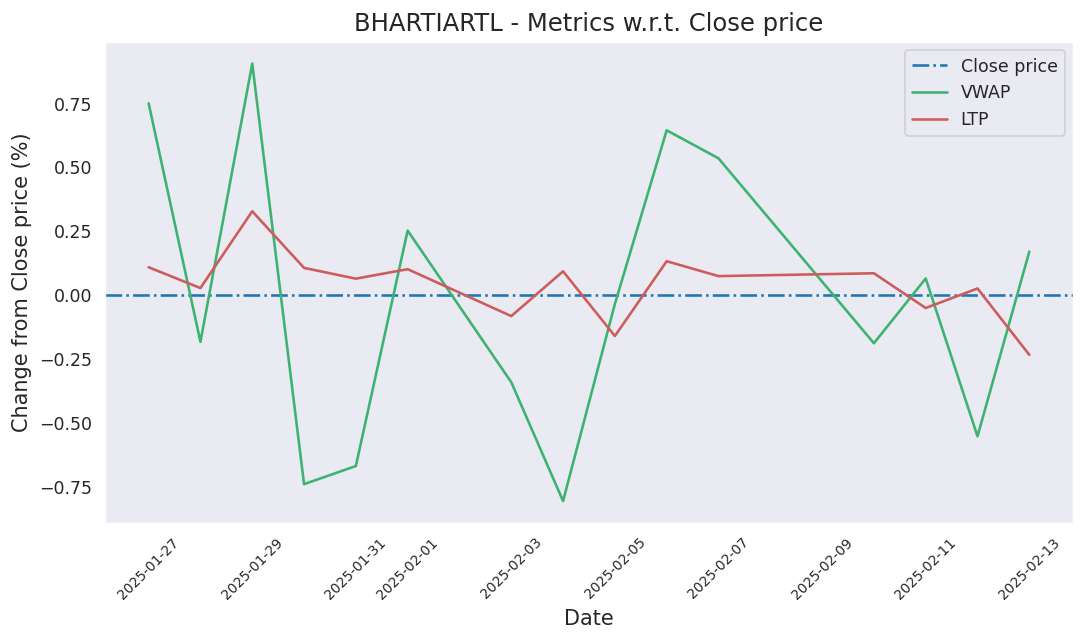 BHARTIARTL - Metrics w.r.t. Close price
Close price
VWAP
LTP
Change from Close price (%)
0.75
0.50
0.25
0.00
−0.25
−0.50
−0.75
2025-01-27
2025-01-29
2025-01-31
2025-02-01
2025-02-03
2025-02-05
2025-02-07
2025-02-09
2025-02-11
2025-02-13
Date